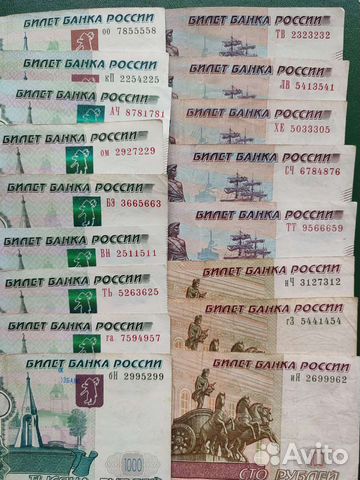 БИЛЕТ БАНКА РОССИИ
оо 7855558
БИЛЕТ БАНКА РОССИИ
кП 2254225
БИЛЕТ БАНКА РОССИИ
АЧ 8781781
БИЛЕТ БАНКА РОССИИ
ом 2927229
БИЛЕТ БАНКА РОССИИ
БЗ 3665663
БИЛЕТ БАНКА РОССИИ
ВН 2511511
БИЛЕТ БАНКА РОССИИ
ТЬ 5263625
БИЛЕТ БАНКА РОССИИ
га 7594957
БИЛЕТ БАНКА РОССИИ
бН 2995299
1000
БИЛЕТ БАНКА РОССИИ
ТВ 2323232
БИЛЕТ БАНКА РОССИИ
ЛВ 5413541
БИЛЕТ БАНКА РОССИИ
ХЕ 5033305
БИЛЕТ БАНКА РОССИИ
СЧ 6784876
БИЛЕТ БАНКА РОССИИ
ТТ 9566659
БИЛЕТ БАНКА РОССИИ
нЧ 3127312
БИЛЕТ БАНКА РОССИИ
гЗ 5441454
БИЛЕТ БАНКА РОССИИ
иН 2699962
СТО РУБЛЕЙ
Avito